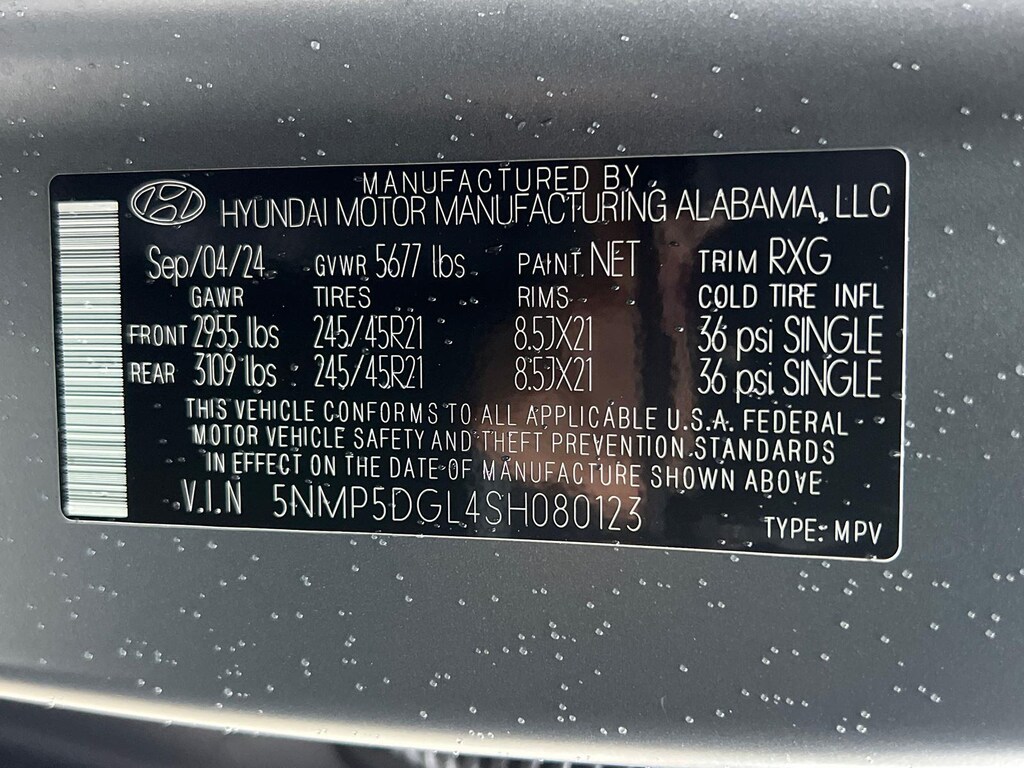 MANUFACTURED BY
HYUNDAI MOTOR MANUFACTURING ALABAMA, LLC
Sep/04/24 GVWR 5677 lbs PAINT NET TRIM RXG
GAWR TIRES RIMS COLD TIRE INFL
FRONT 2955 lbs 245/45R21 8.5JX21 36 psi SINGLE
REAR 3109 lbs 245/45R21 8.5JX21 36 psi SINGLE
THIS VEHICLE CONFORMS TO ALL APPLICABLE U.S.A. FEDERAL
MOTOR VEHICLE SAFETY AND THEFT PREVENTION STANDARDS
IN EFFECT ON THE DATE OF MANUFACTURE SHOWN ABOVE
V.I.N 5NMP5DGL4SH080123
TYPE: MPV